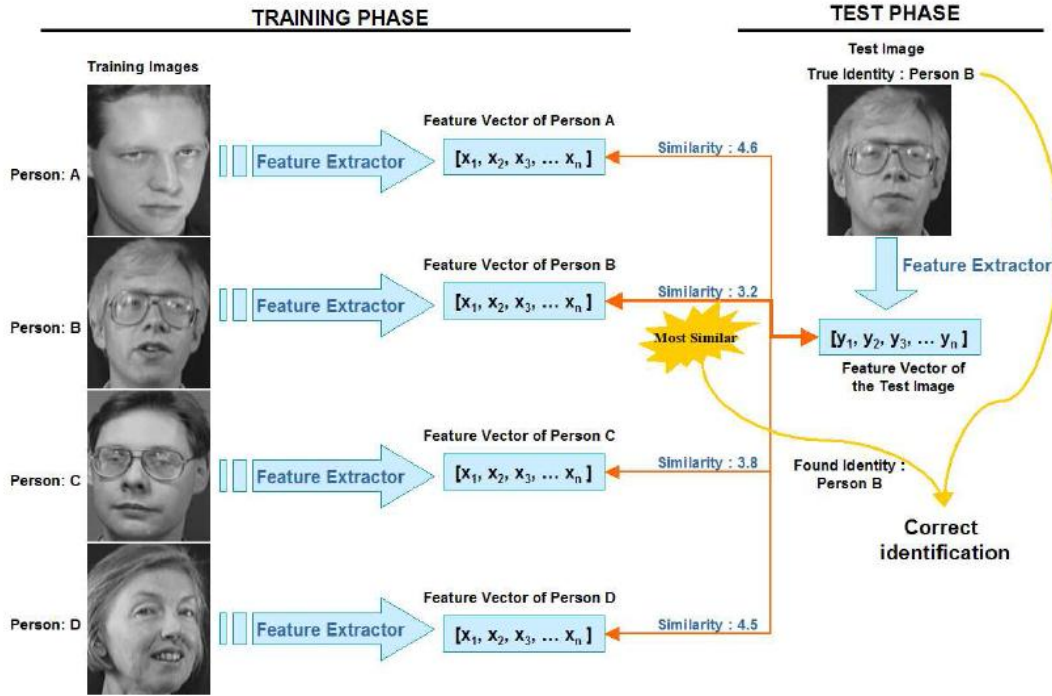 TRAINING PHASE
TEST PHASE
Training Images
Test Image
True Identity : Person B
Person: A
Feature Extractor
Feature Vector of Person A
[x1, x2, x3, ... xn ]
Similarity : 4.6
Feature Extractor
Person: B
Feature Extractor
Feature Vector of Person B
[x1, x2, x3, ... xn ]
Similarity : 3.2
Most Similar
[y1, y2, y3, ... yn ]
Feature Vector of
the Test Image
Person: C
Feature Extractor
Feature Vector of Person C
[x1, x2, x3, ... xn ]
Similarity : 3.8
Found Identity :
Person B
Correct
identification
Person: D
Feature Extractor
Feature Vector of Person D
[x1, x2, x3, ... xn ]
Similarity : 4.5